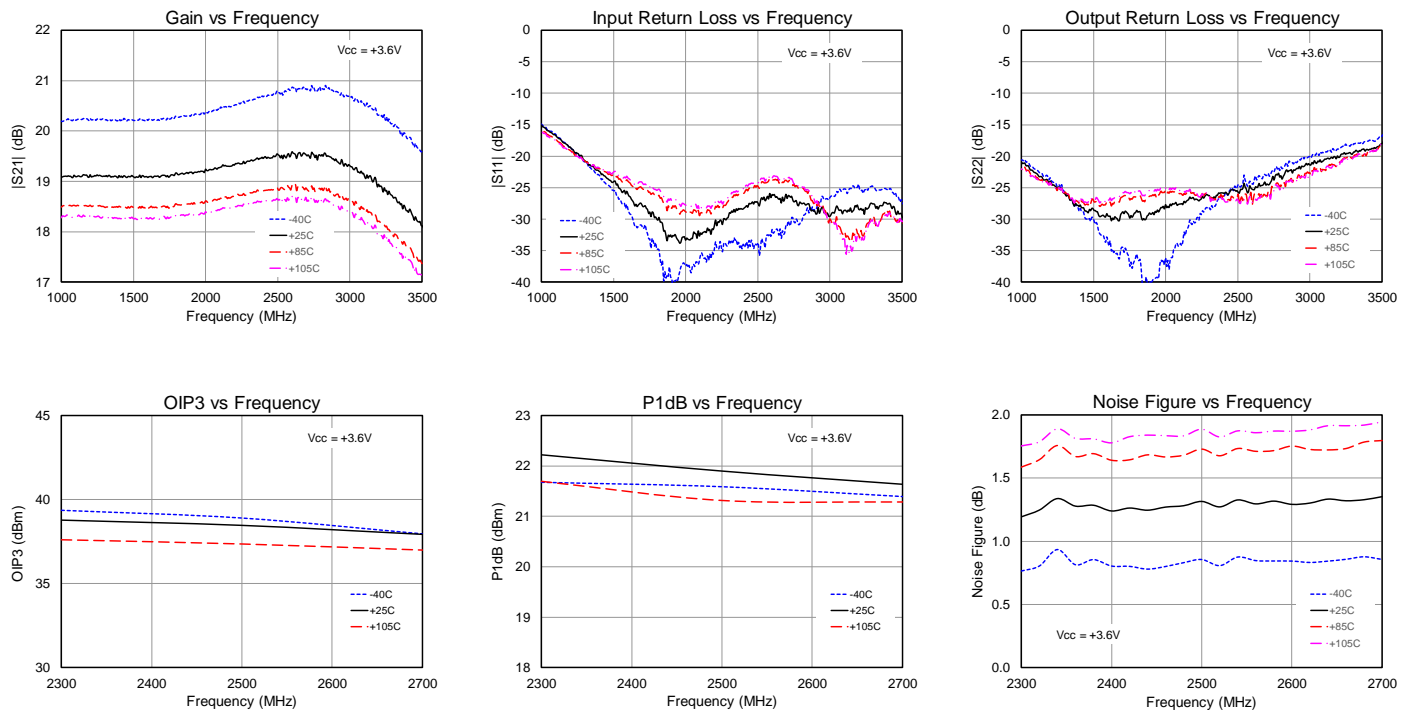 Gain vs Frequency
22
21
20
19
18
17
|S21| (dB)
Vcc = +3.6V
-40C
+25C
+85C
+105C
1000 1500 2000 2500 3000 3500
Frequency (MHz)
Input Return Loss vs Frequency
0
-5
-10
-15
-20
-25
-30
-35
-40
|S11| (dB)
Vcc = +3.6V
-40C
+25C
+85C
+105C
1000 1500 2000 2500 3000 3500
Frequency (MHz)
Output Return Loss vs Frequency
0
-5
-10
-15
-20
-25
-30
-35
-40
|S22| (dB)
Vcc = +3.6V
-40C
+25C
+85C
+105C
1000 1500 2000 2500 3000 3500
Frequency (MHz)
OIP3 vs Frequency
45
40
35
30
OIP3 (dBm)
Vcc = +3.6V
-40C
+25C
+105C
2300 2400 2500 2600 2700
Frequency (MHz)
P1dB vs Frequency
23
22
21
20
19
18
P1dB (dBm)
Vcc = +3.6V
-40C
+25C
+105C
2300 2400 2500 2600 2700
Frequency (MHz)
Noise Figure vs Frequency
2.0
1.5
1.0
0.5
0.0
Noise Figure (dB)
-40C
+25C
+85C
+105C
Vcc = +3.6V
2300 2400 2500 2600 2700
Frequency (MHz)